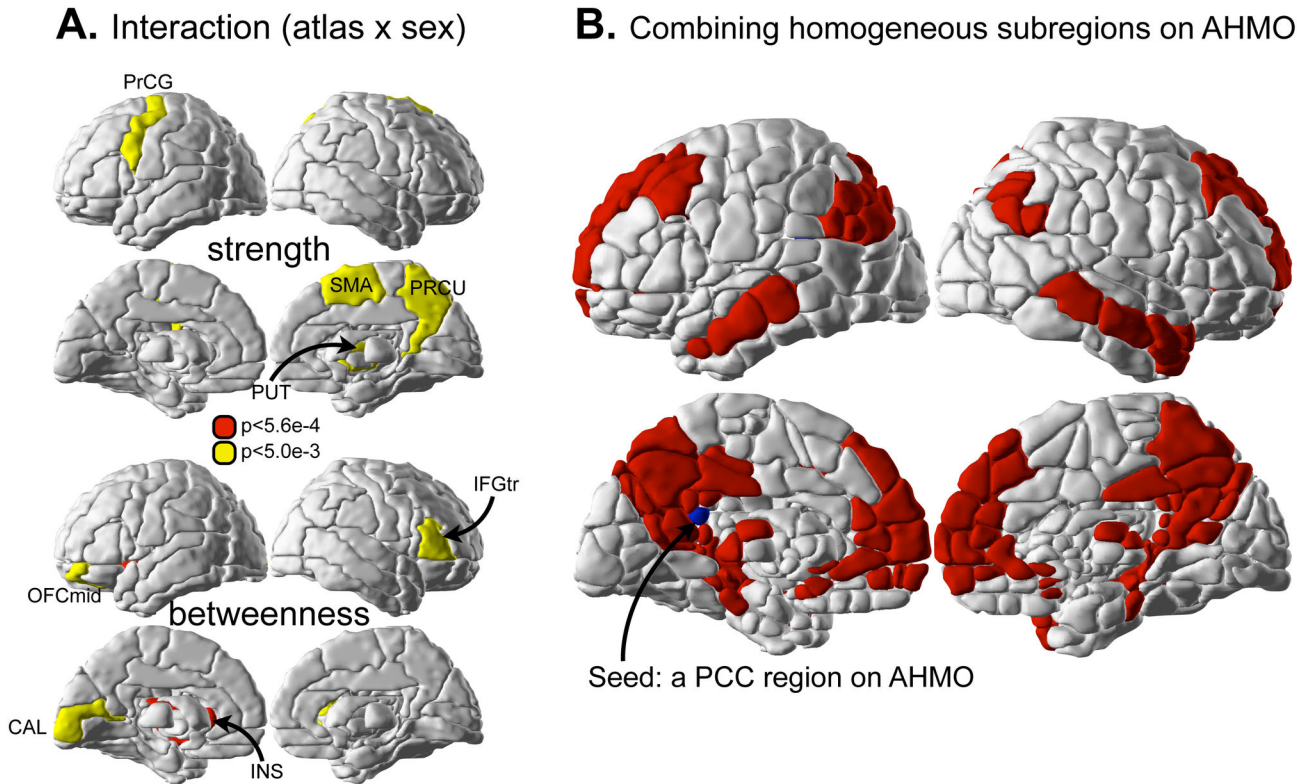 A. Interaction (atlas x sex)
PrCG
strength
SMA
PRCU
PUT
p<5.6e-4
p<5.0e-3
IFGtr
OFCmid
betweenness
CAL
INS
B. Combining homogeneous subregions on AHMO
Seed: a PCC region on AHMO